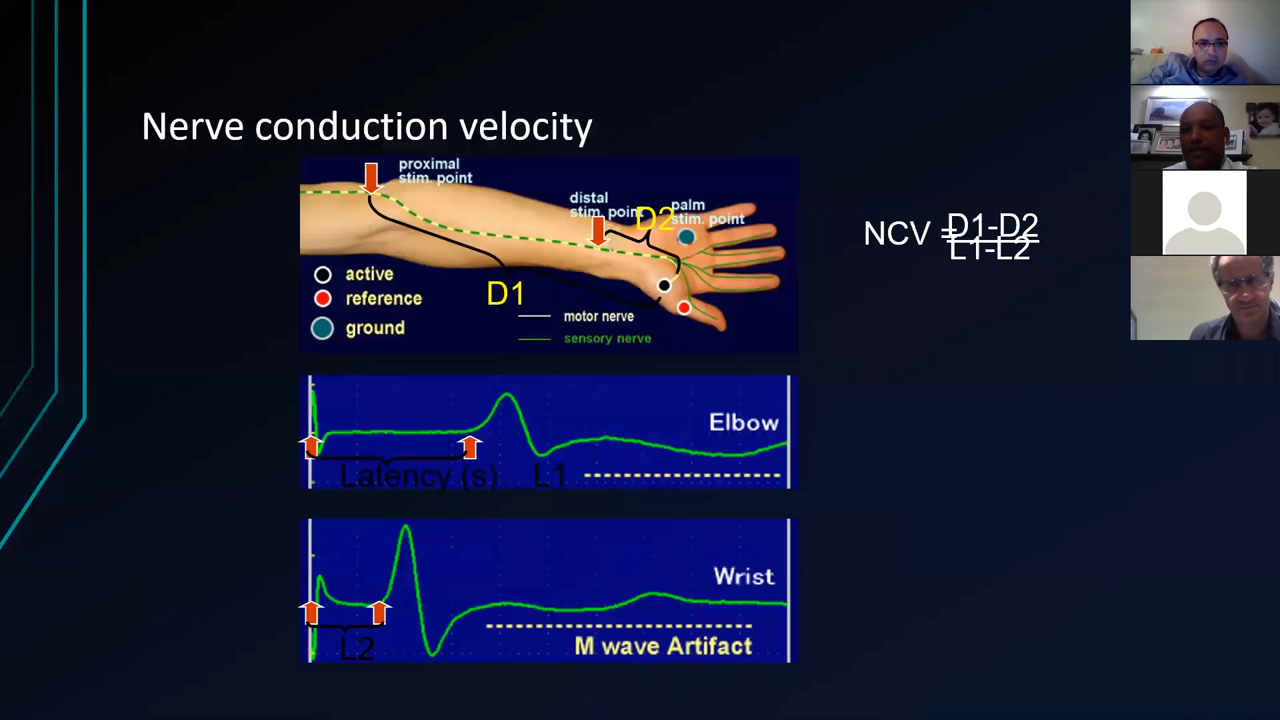 Nerve conduction velocity
proximal
stim. point
distal
stim. point
D2
palm
stim. point
D1
active
reference
ground
motor nerve
sensory nerve
NCV =
D1-D2
L1-L2
Elbow
Latency (s)
L1
Wrist
L2
M wave Artifact